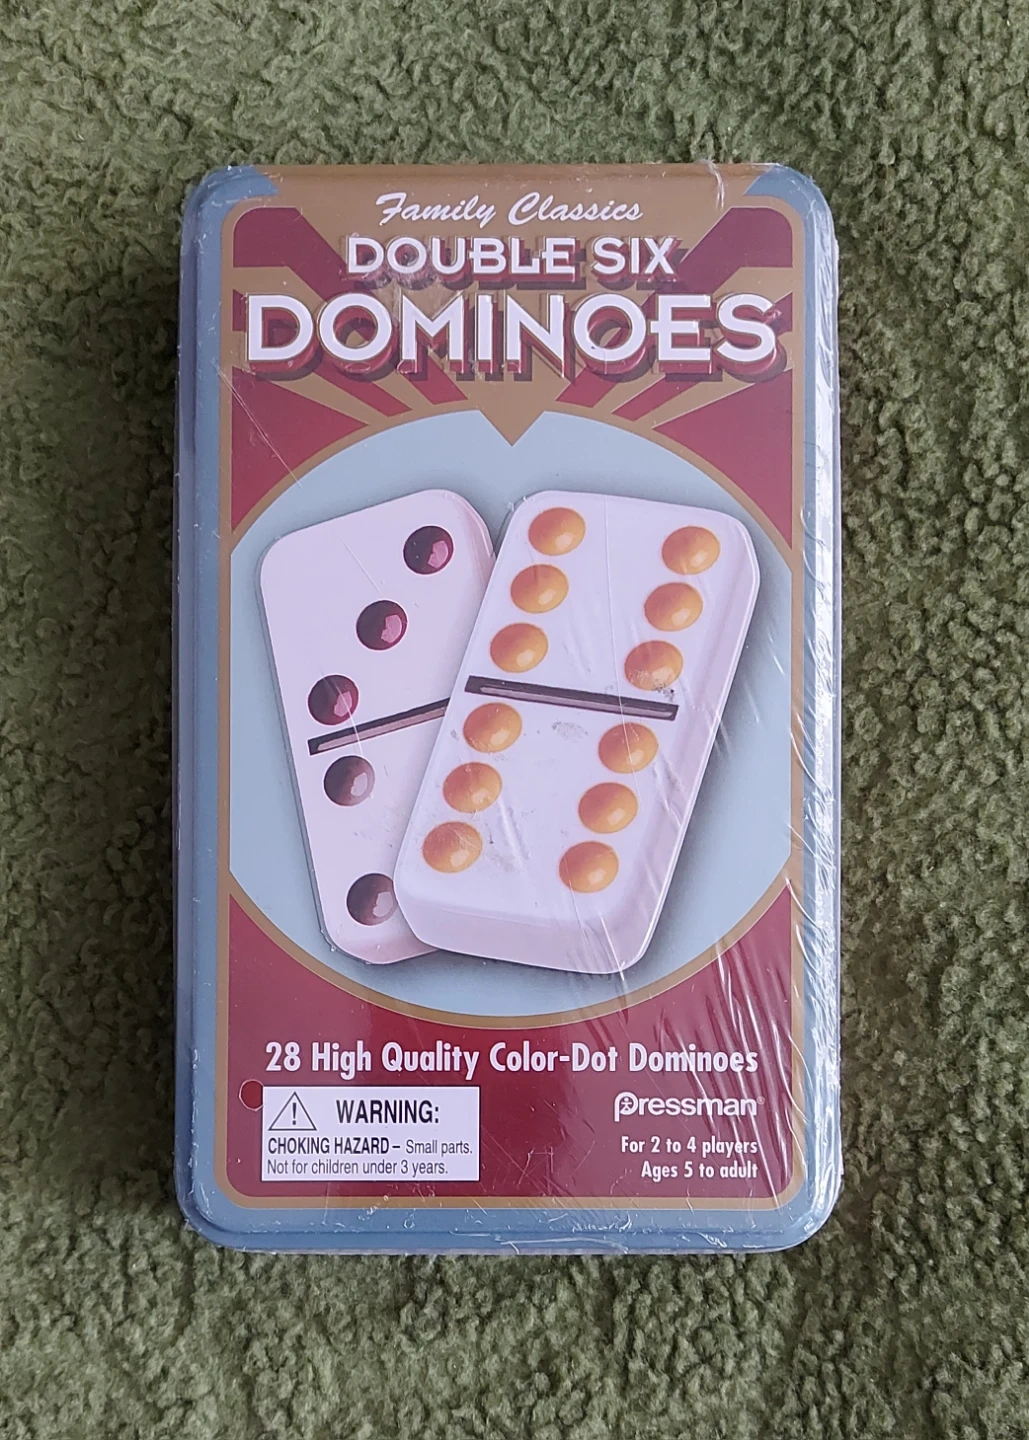 Family Classics
DOUBLE SIX
DOMINOES
28 High Quality Color-Dot Dominoes
WARNING:
CHOKING HAZARD – Small parts.
Not for children under 3 years.
Pressman®
For 2 to 4 players
Ages 5 to adult